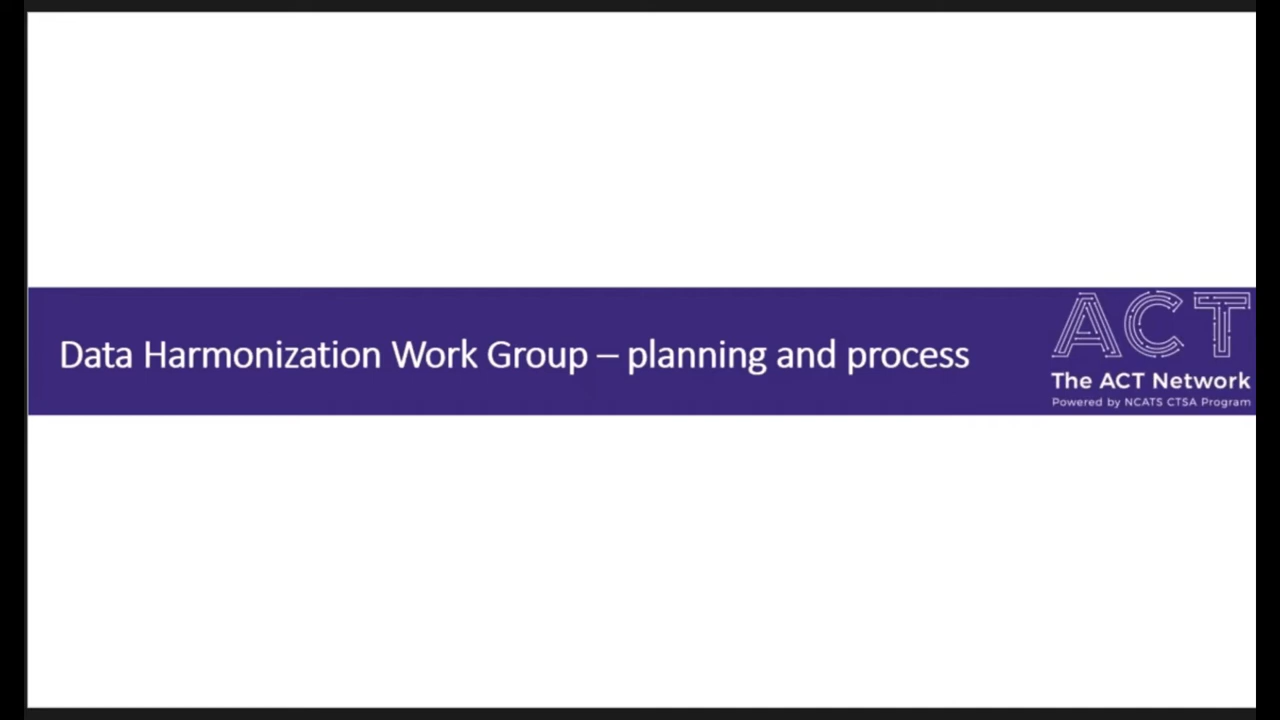 Data Harmonization Work Group – planning and process
ACT
The ACT Network
Powered by NCATS CTSA Program